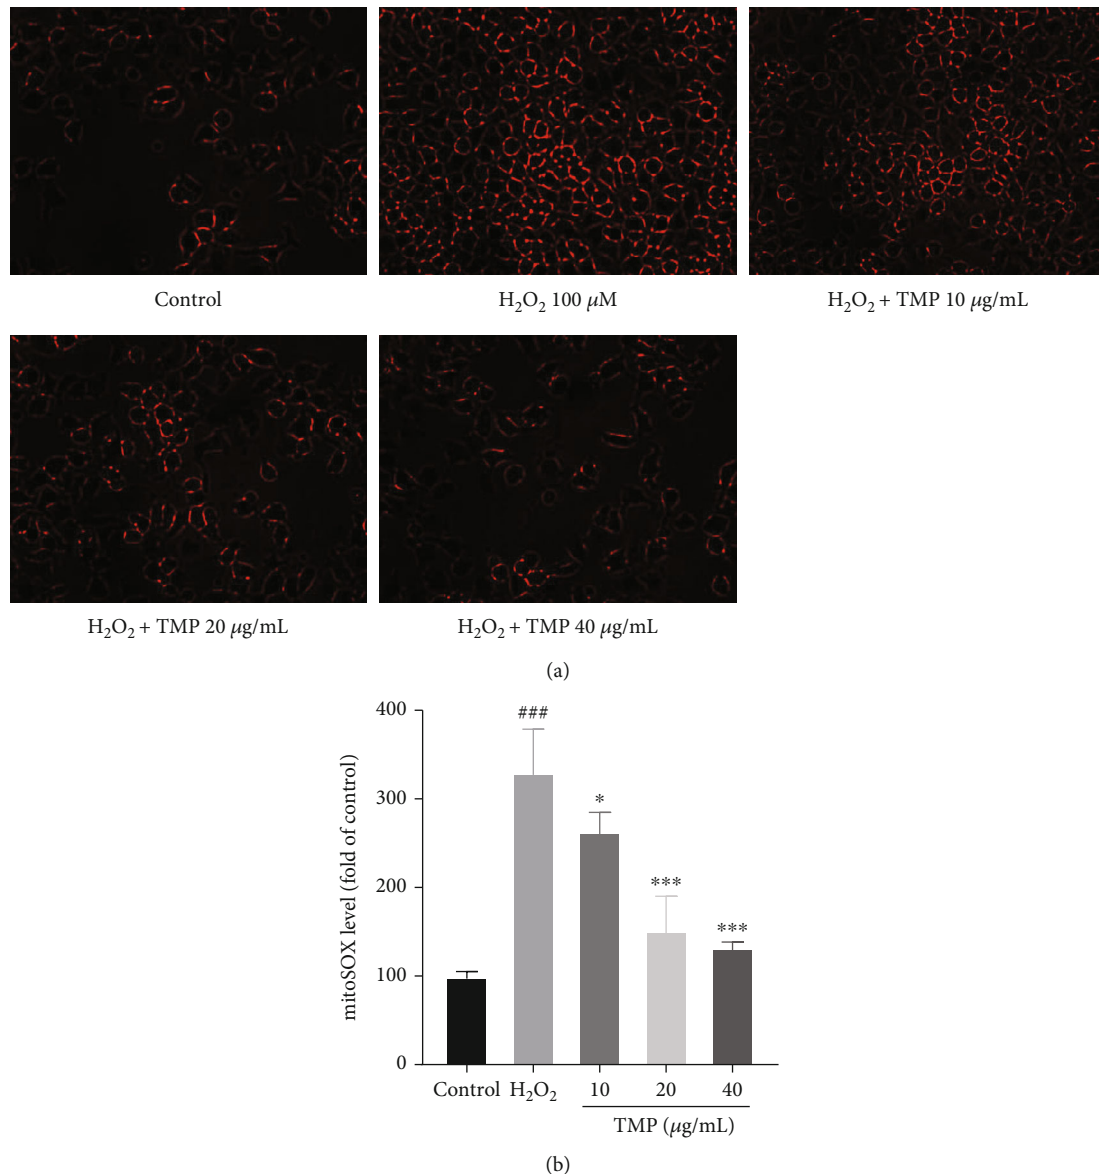 Control
H₂O₂ 100 μM
H₂O₂ + TMP 10 μg/mL
H₂O₂ + TMP 20 μg/mL
H₂O₂ + TMP 40 μg/mL
(a)
mitoSOX level (fold of control)
400
300
200
100
0
###
*
***
***
Control
H₂O₂
10
20
40
TMP (μg/mL)
(b)